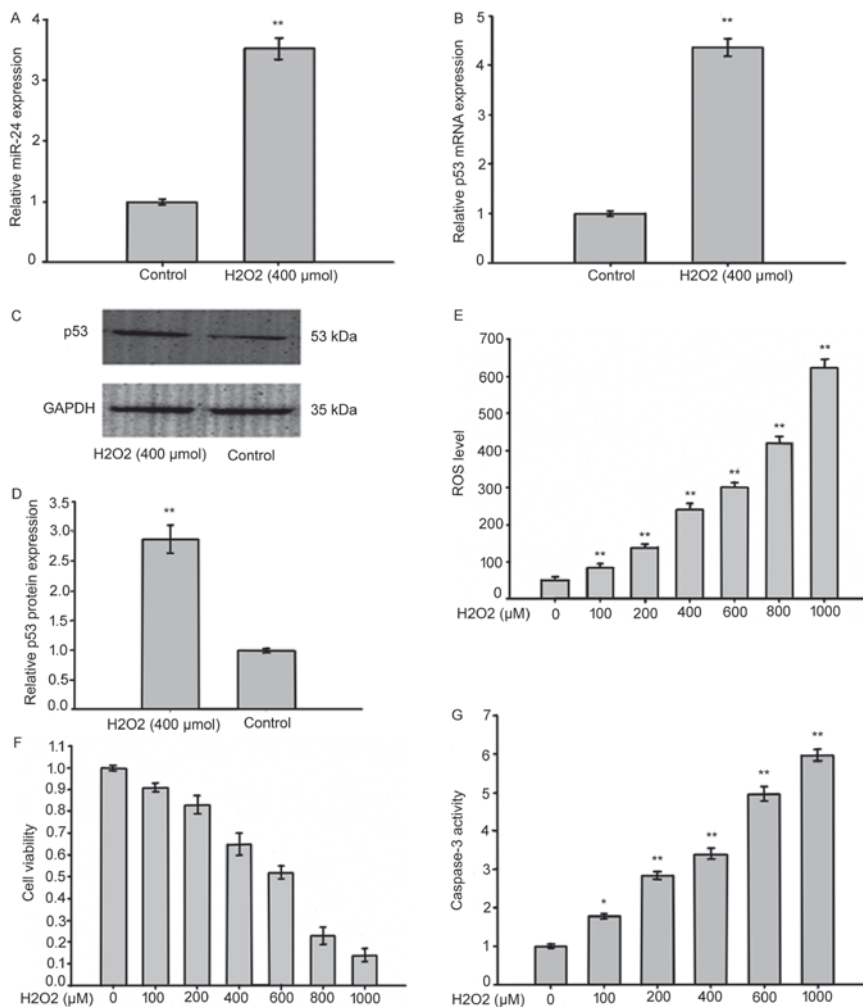 A
Relative miR-24 expression
4
3
2
1
0
**
Control
H2O2 (400 µmol)
B
Relative p53 mRNA expression
5
4
3
2
1
0
**
Control
H2O2 (400 µmol)
C
p53
53 kDa
GAPDH
35 kDa
H2O2 (400 µmol)
Control
D
Relative p53 protein expression
3.5
3.0
2.5
2.0
1.5
1.0
0.5
0.0
**
H2O2 (400 µmol)
Control
E
ROS level
700
600
500
400
300
200
100
00
**
**
**
**
**
**
H2O2 (µM)
0 100 200 400 600 800 1000
F
Cell viability
1.1
1.0
0.9
0.8
0.7
0.6
0.5
0.4
0.3
0.2
0.1
0.0
H2O2 (µM)
0 100 200 400 600 800 1000
G
Caspase-3 activity
7
6
5
4
3
2
1
0
*
**
**
**
**
H2O2 (µM)
0 100 200 400 600 1000